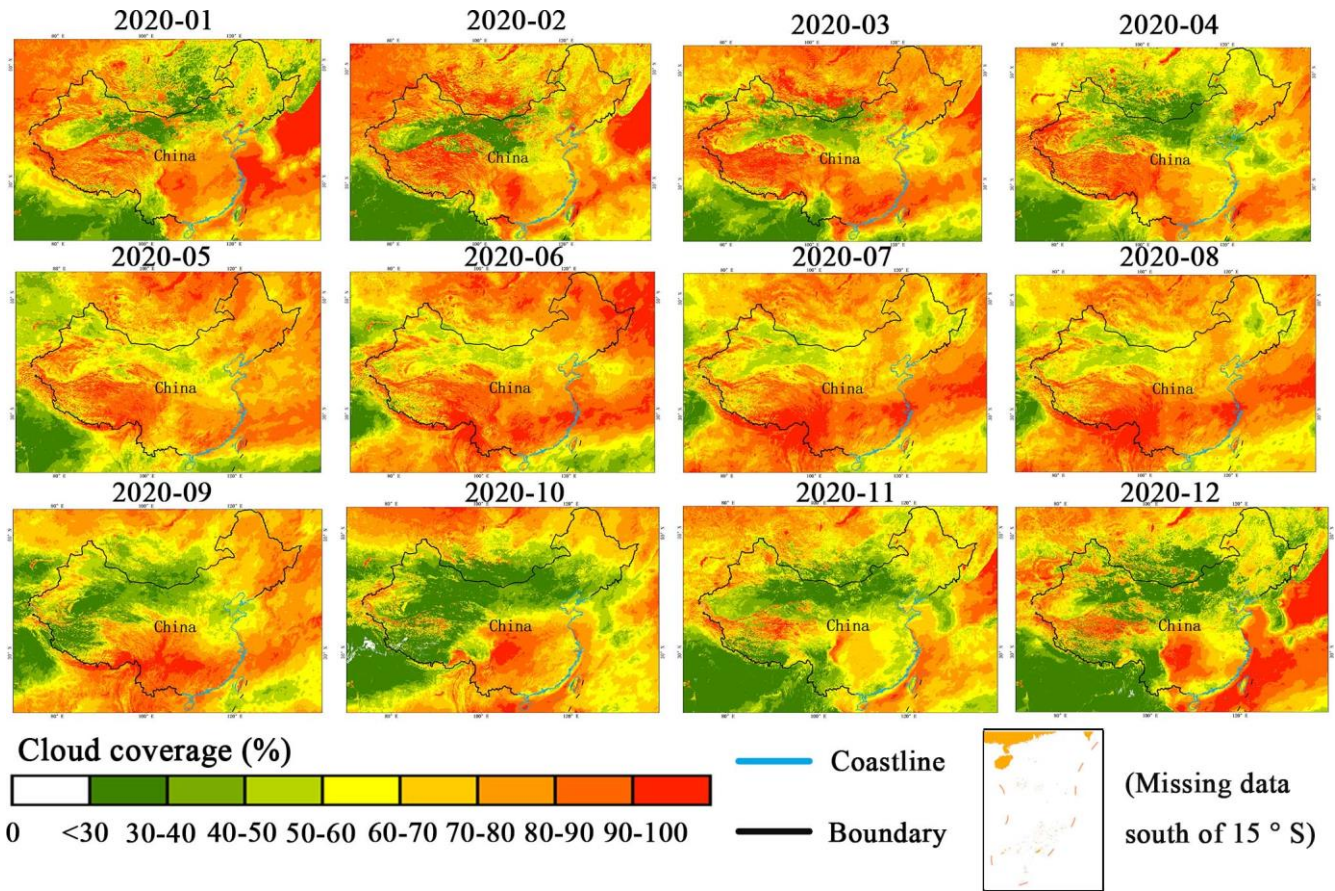 2020-01 2020-02 2020-03 2020-04
China China China China
2020-05 2020-06 2020-07 2020-08
China China China China
2020-09 2020-10 2020-11 2020-12
China China China China
Cloud coverage (%)
0 <30 30-40 40-50 50-60 60-70 70-80 80-90 90-100
Coastline
Boundary
(Missing data
south of 15 ° S)